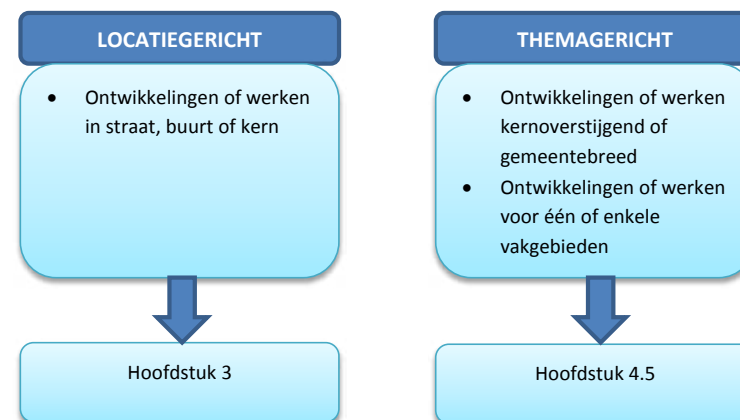 LOCATIEGERICHT
• Ontwikkelingen of werken
in straat, buurt of kern
Hoofdstuk 3
THEMAGERICHT
• Ontwikkelingen of werken
kernoverstijgend of
gemeentebreed
• Ontwikkelingen of werken
voor één of enkele
vakgebieden
Hoofdstuk 4.5